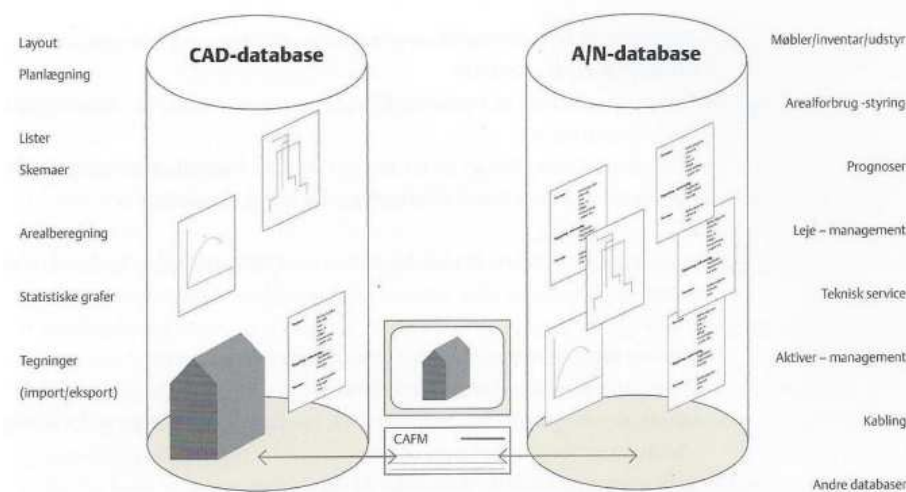 Layout
Planlægning
Lister
Skemaer
Arealberegning
Statistiske grafer
Tegninger
(import/eksport)
CAD-database
CAFM
A/N-database
Møbler/inventar/udstyr
Arealforbrug -styring
Prognoser
Leje – management
Teknisk service
Aktiver – management
Kabling
Andre databaser